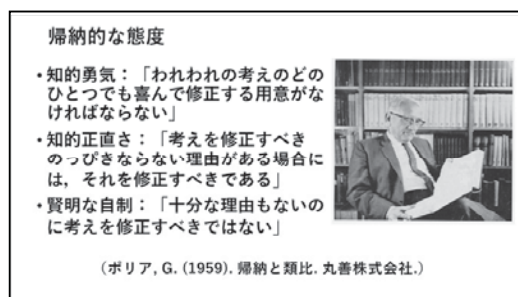 帰納的な態度
・知的勇気：「われわれの考えのどの
ひとつでも喜んで修正する用意がな
ければならない」
・知的正直さ：「考えを修正すべき
のっぴきならない理由がある場合に
は，それを修正すべきである」
・賢明な自制：「十分な理由もないの
に考えを修正すべきではない」
（ポリア, G. (1959). 帰納と類比. 丸善株式会社.）